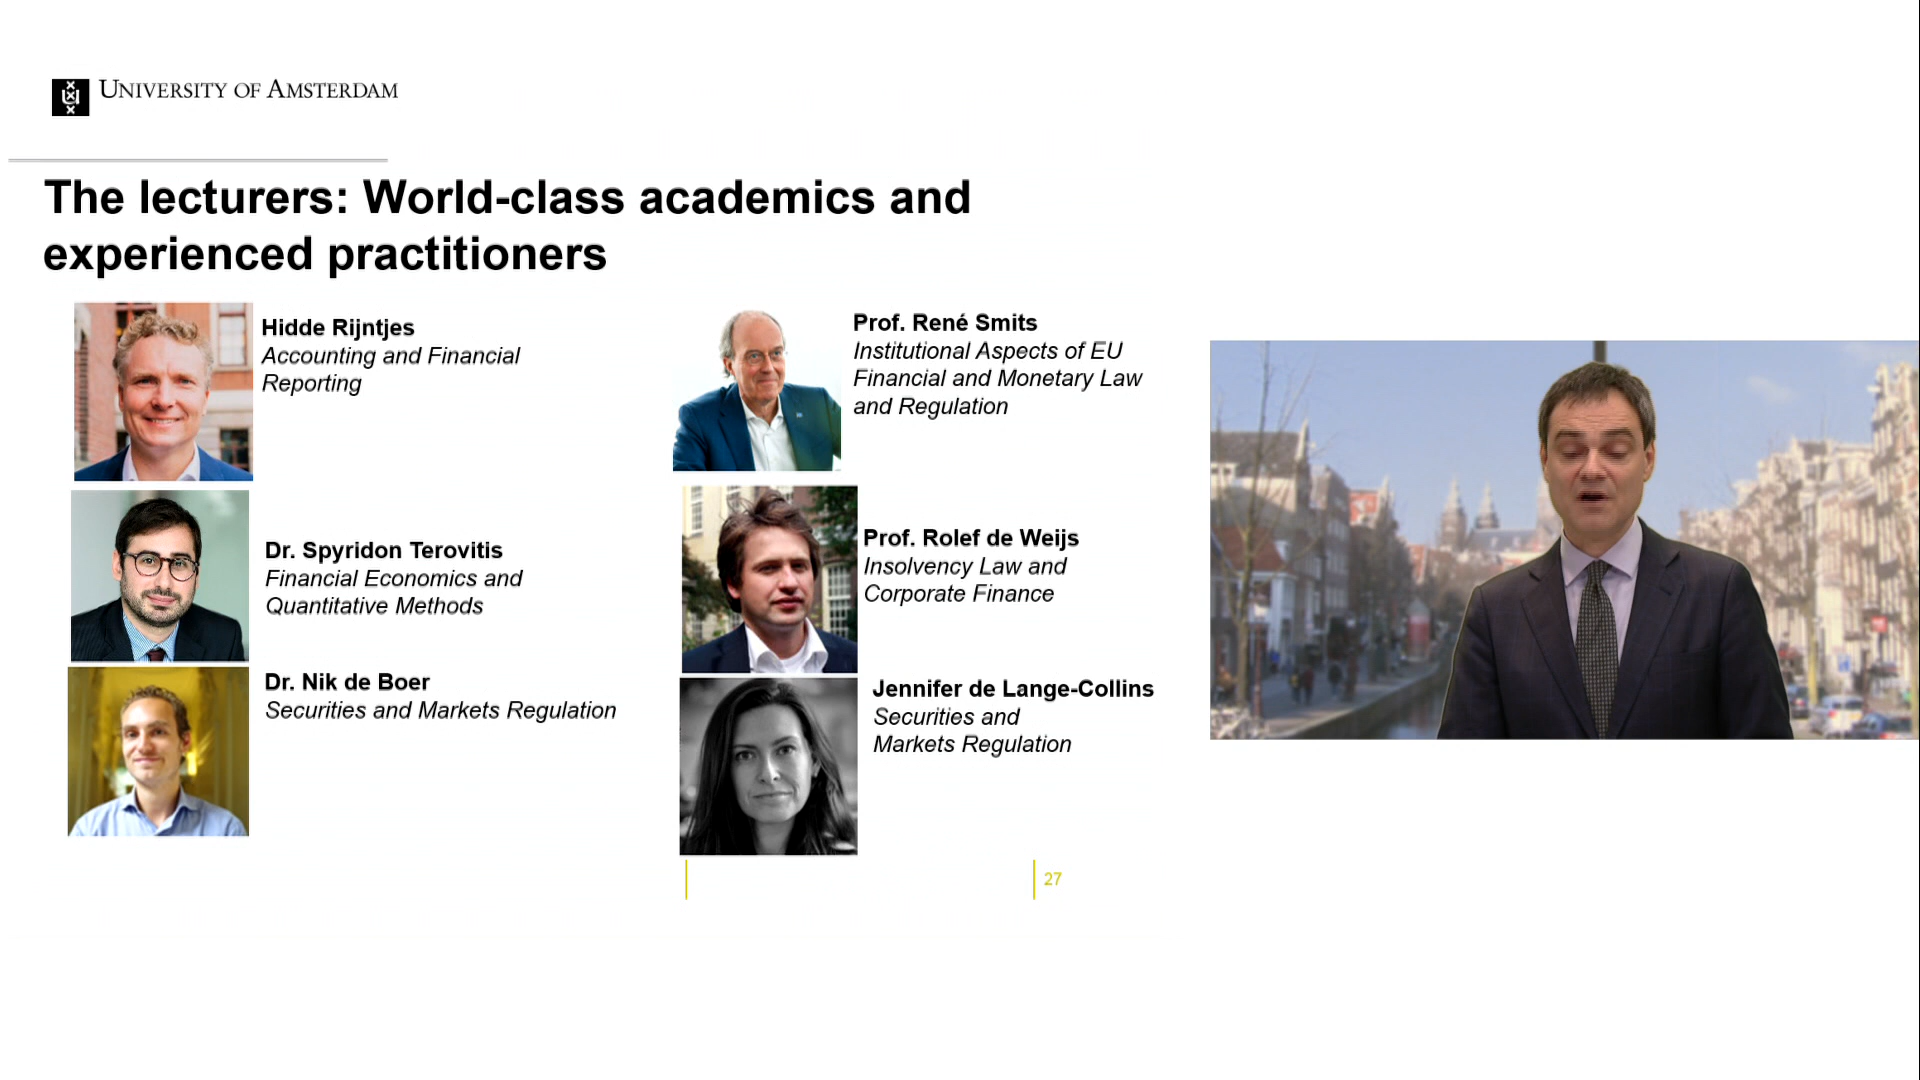 UNIVERSITY OF AMSTERDAM
The lecturers: World-class academics and
experienced practitioners
Hidde Rijntjes
Accounting and Financial
Reporting
Dr. Spyridon Terovitis
Financial Economics and
Quantitative Methods
Dr. Nik de Boer
Securities and Markets Regulation
Prof. René Smits
Institutional Aspects of EU
Financial and Monetary Law
and Regulation
Prof. Rolef de Weijs
Insolvency Law and
Corporate Finance
Jennifer de Lange-Collins
Securities and
Markets Regulation
27